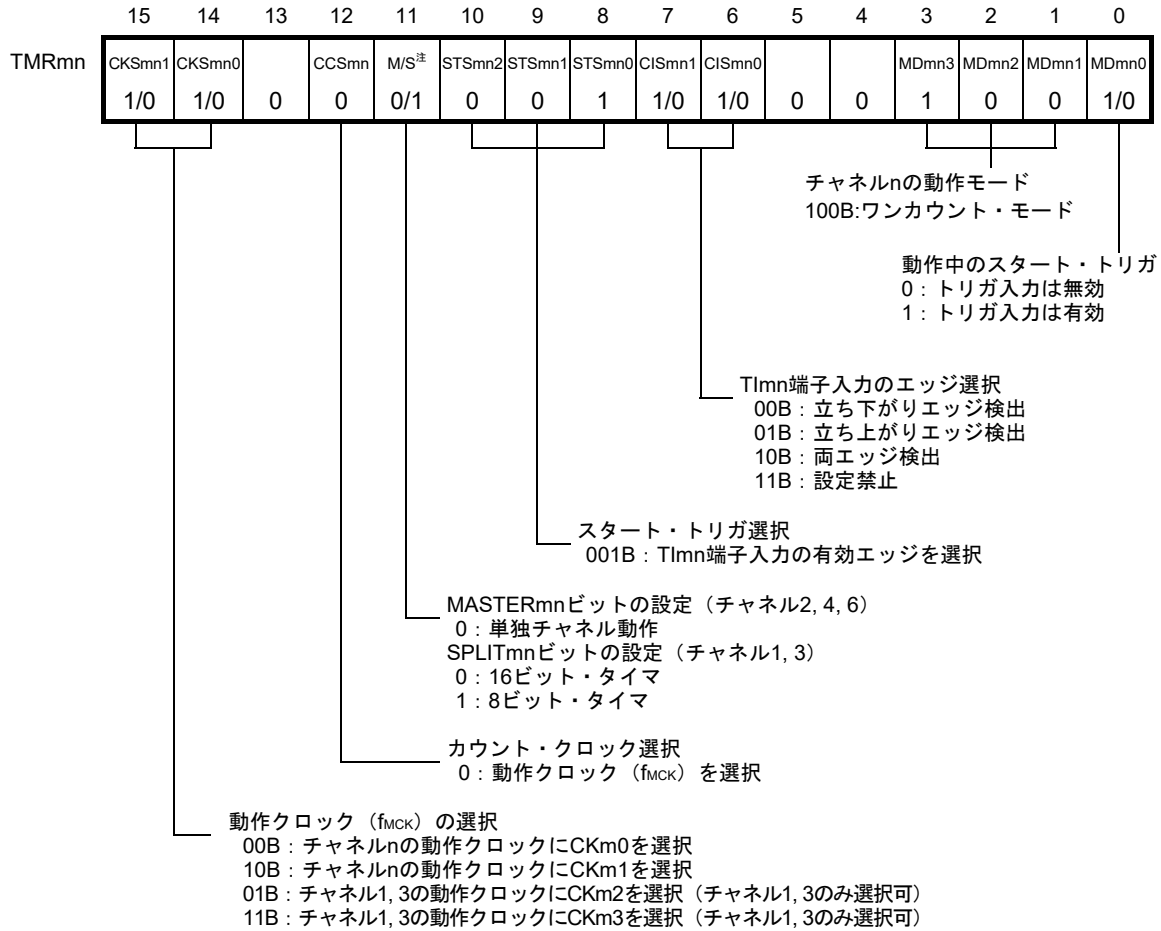 15 14 13 12 11 10 9 8 7 6 5 4 3 2 1 0
TMRmn CKSmn1 CKSmn0 CCSmn M/S注 STSmn2 STSmn1 STSmn0 CISmn1 CISmn0 MDmn3 MDmn2 MDmn1 MDmn0
1/0 1/0 0 0 0/1 0 0 1 1/0 1/0 0 0 1 0 0 1/0
チャネルnの動作モード
100B:ワンカウント・モード
動作中のスタート・トリガ
0：トリガ入力は無効
1：トリガ入力は有効
TImn端子入力のエッジ選択
00B：立ち下がりエッジ検出
01B：立ち上がりエッジ検出
10B：両エッジ検出
11B：設定禁止
スタート・トリガ選択
001B：TImn端子入力の有効エッジを選択
MASTERmnビットの設定（チャネル2, 4, 6）
0：単独チャネル動作
SPLITmnビットの設定（チャネル1, 3）
0：16ビット・タイマ
1：8ビット・タイマ
カウント・クロック選択
0：動作クロック（fMCK）を選択
動作クロック（fMCK）の選択
00B：チャネルnの動作クロックにCKm0を選択
10B：チャネルnの動作クロックにCKm1を選択
01B：チャネル1, 3の動作クロックにCKm2を選択（チャネル1, 3のみ選択可）
11B：チャネル1, 3の動作クロックにCKm3を選択（チャネル1, 3のみ選択可）